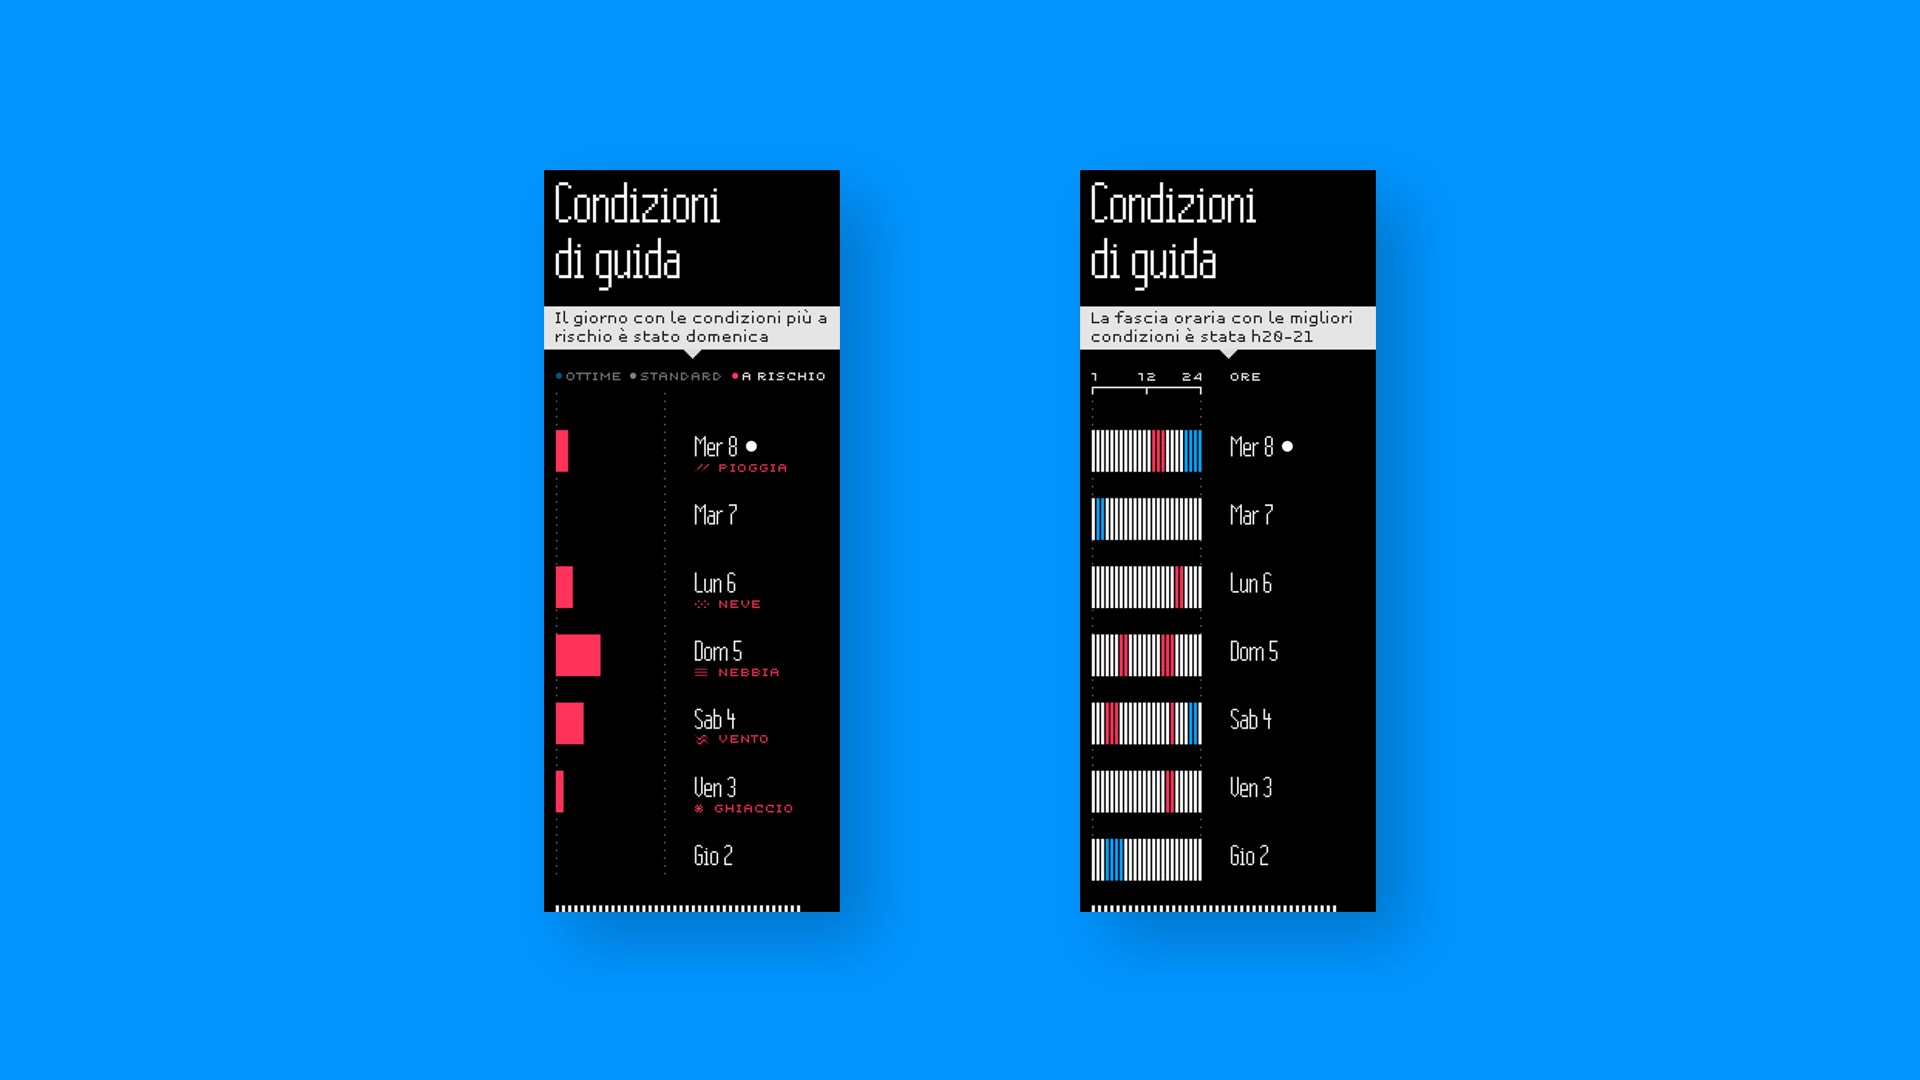 Condizioni
di guida
Il giorno con le condizioni più a
rischio è stato domenica
OTTIME STANDARD A RISCHIO
Mer 8
PIOGGIA
Mar 7
Lun 6
NEVE
Dom 5
NEBBIA
Sab 4
VENTO
Ven 3
GHIACCIO
Gio 2
Condizioni
di guida
La fascia oraria con le migliori
condizioni è stata h20-21
1 12 24 ORE
Mer 8
Mar 7
Lun 6
Dom 5
Sab 4
Ven 3
Gio 2